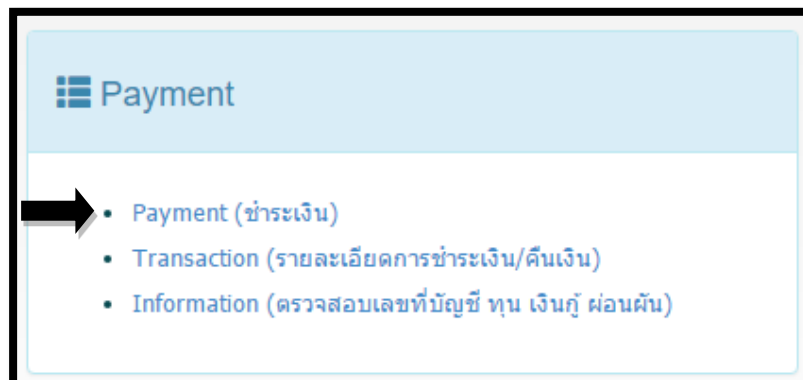 Payment
Payment (ชำระเงิน)
Transaction (รายละเอียดการชำระเงิน/คืนเงิน)
Information (ตรวจสอบเลขที่บัญชี ทุน เงินกู้ ผ่อนผัน)